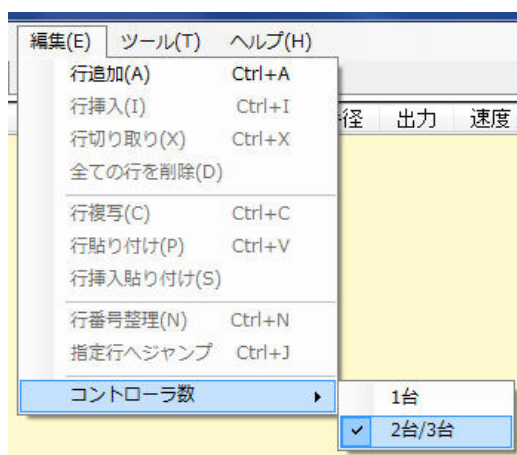 編集(E) ツール(T) ヘルプ(H)
行追加(A) Ctrl+A
行挿入(I) Ctrl+I
径 出力 速度
行切り取り(X) Ctrl+X
全ての行を削除(D)
行複写(C) Ctrl+C
行貼り付け(P) Ctrl+V
行挿入貼り付け(S)
行番号整理(N) Ctrl+N
指定行へジャンプ Ctrl+J
コントローラ数
1台
2台/3台